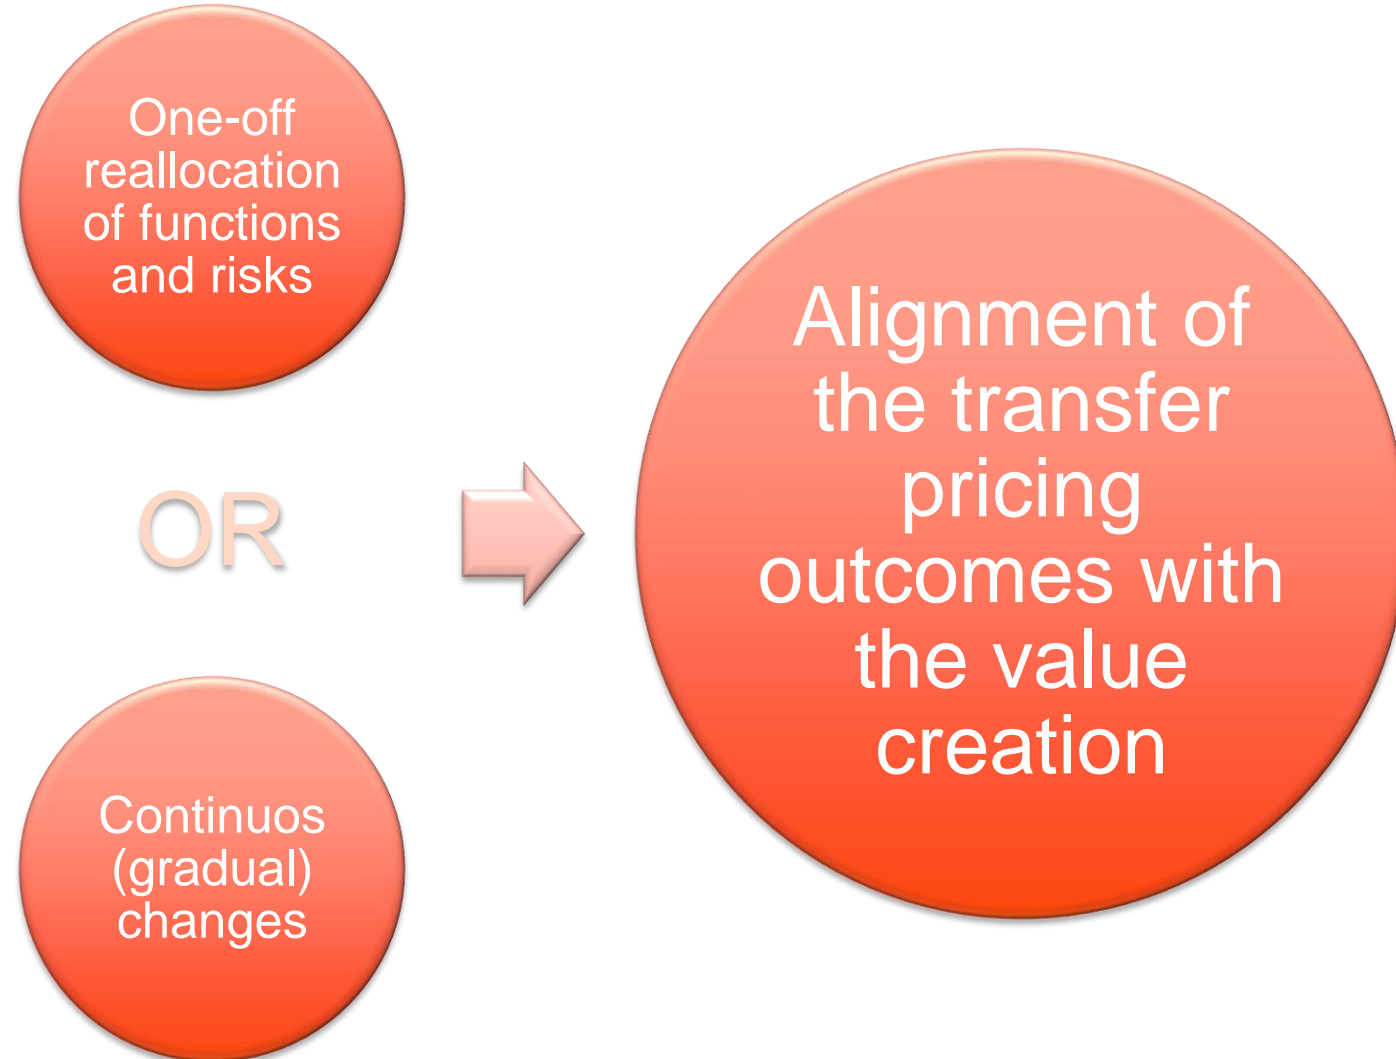 One-off
reallocation
of functions
and risks
OR
Continuos
(gradual)
changes
Alignment of
the transfer
pricing
outcomes with
the value
creation